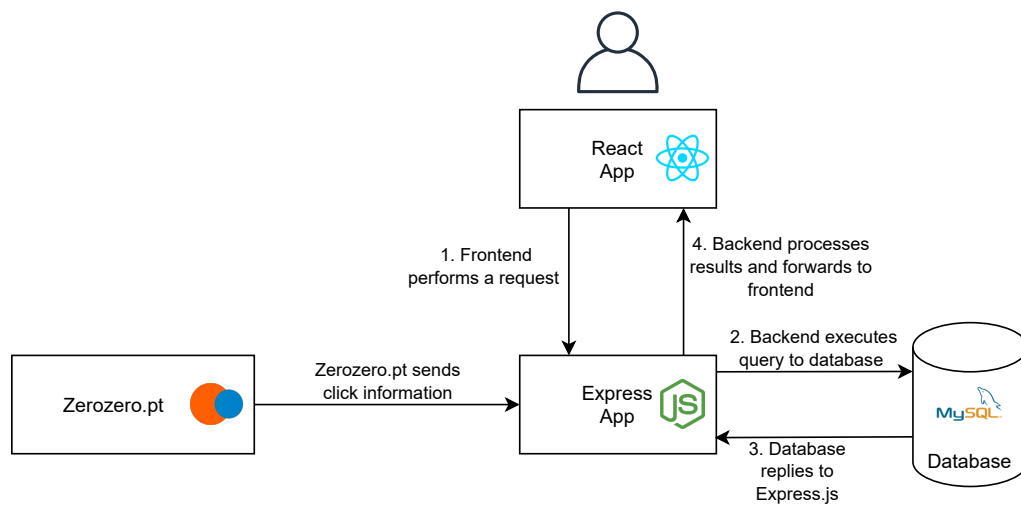 React
App
1. Frontend
performs a request
4. Backend processes
results and forwards to
frontend
2. Backend executes
query to database
Zerozero.pt
Zerozero.pt sends
click information
Express
App
JS
MySQL
Database
3. Database
replies to
Express.js